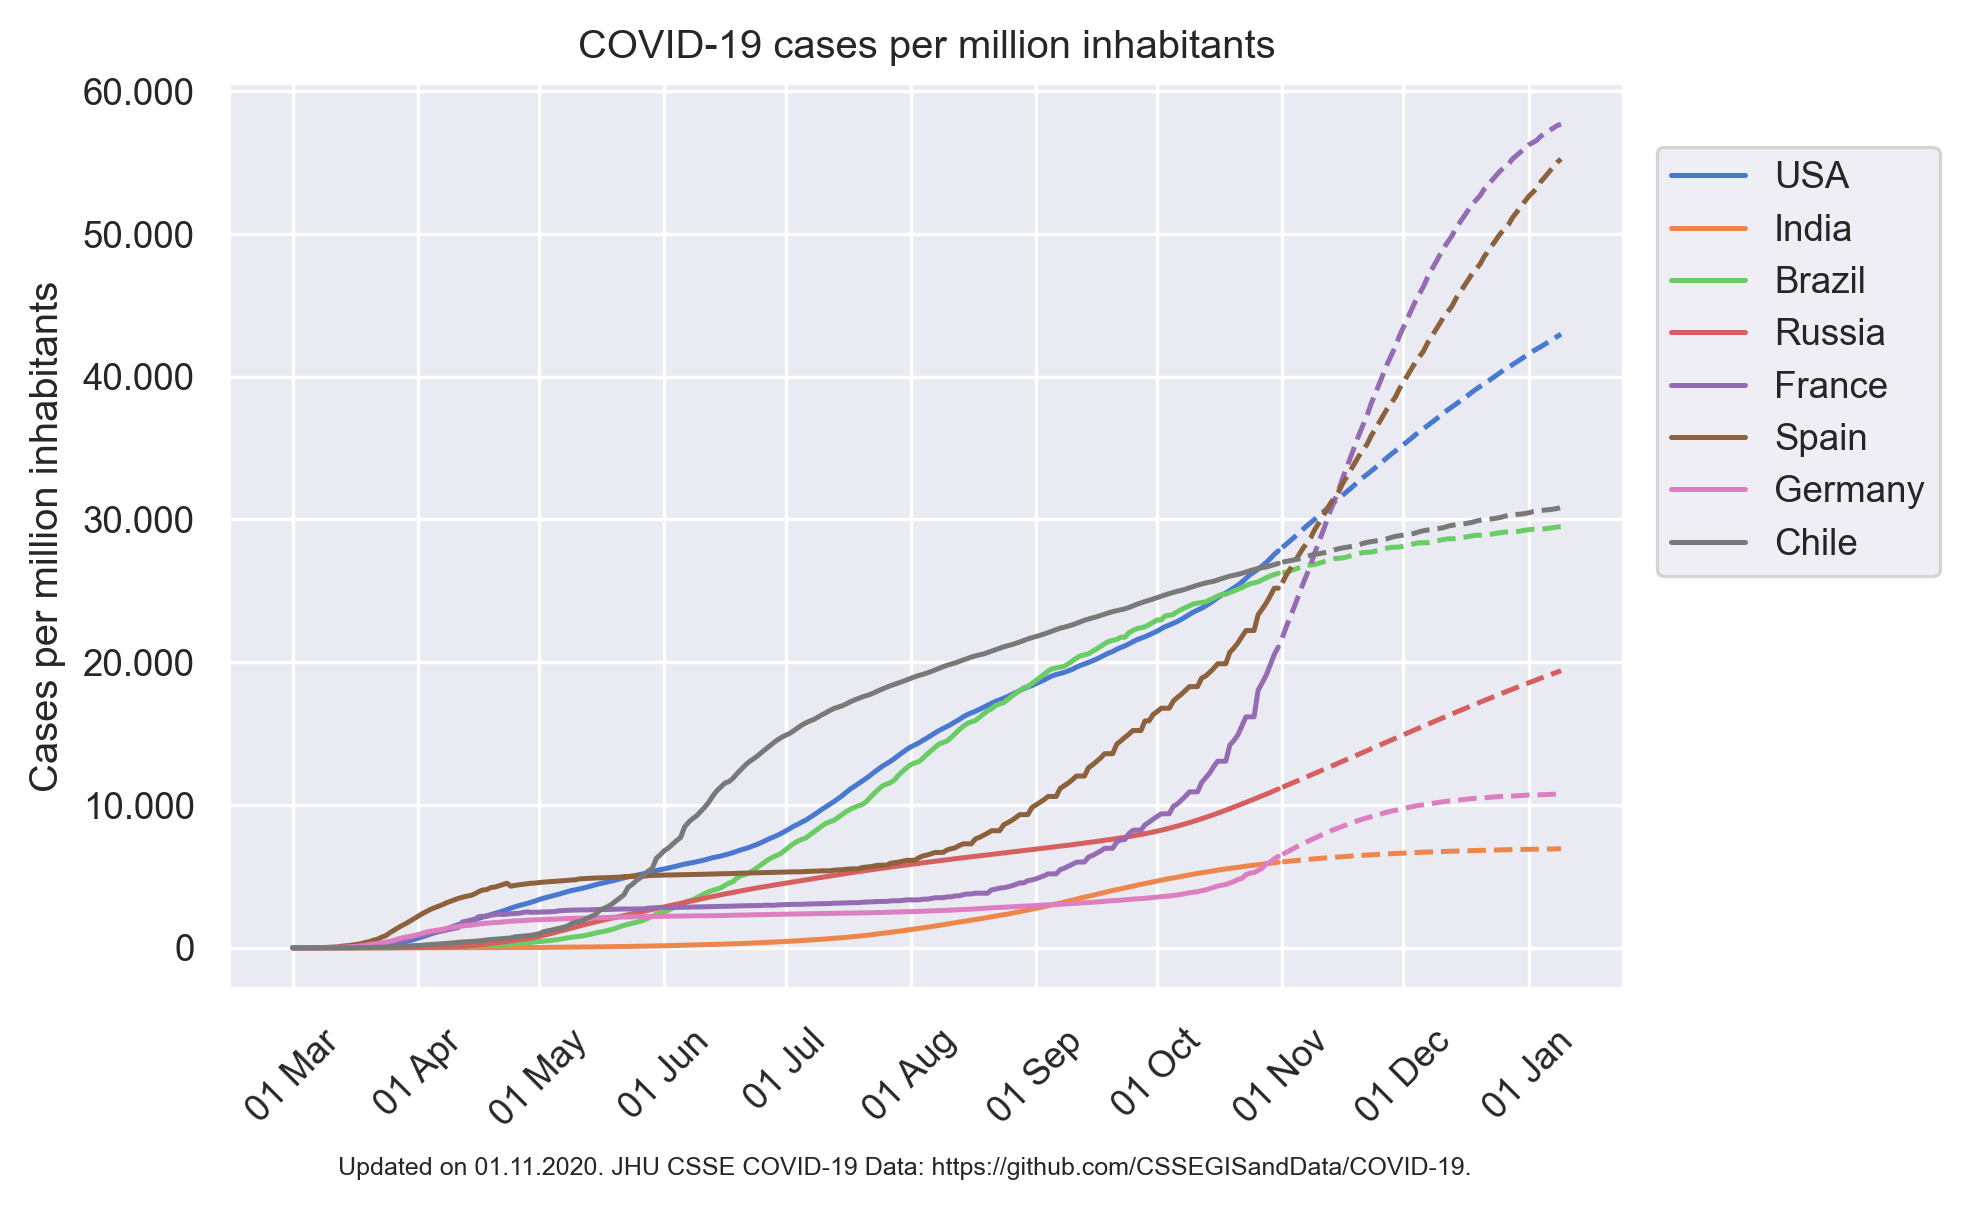 COVID-19 cases per million inhabitants
Cases per million inhabitants
60.000
50.000
40.000
30.000
20.000
10.000
0
01 Mar
01 Apr
01 May
01 Jun
01 Jul
01 Aug
01 Sep
01 Oct
01 Nov
01 Dec
01 Jan
USA
India
Brazil
Russia
France
Spain
Germany
Chile
Updated on 01.11.2020. JHU CSSE COVID-19 Data: https://github.com/CSSEGISandData/COVID-19.